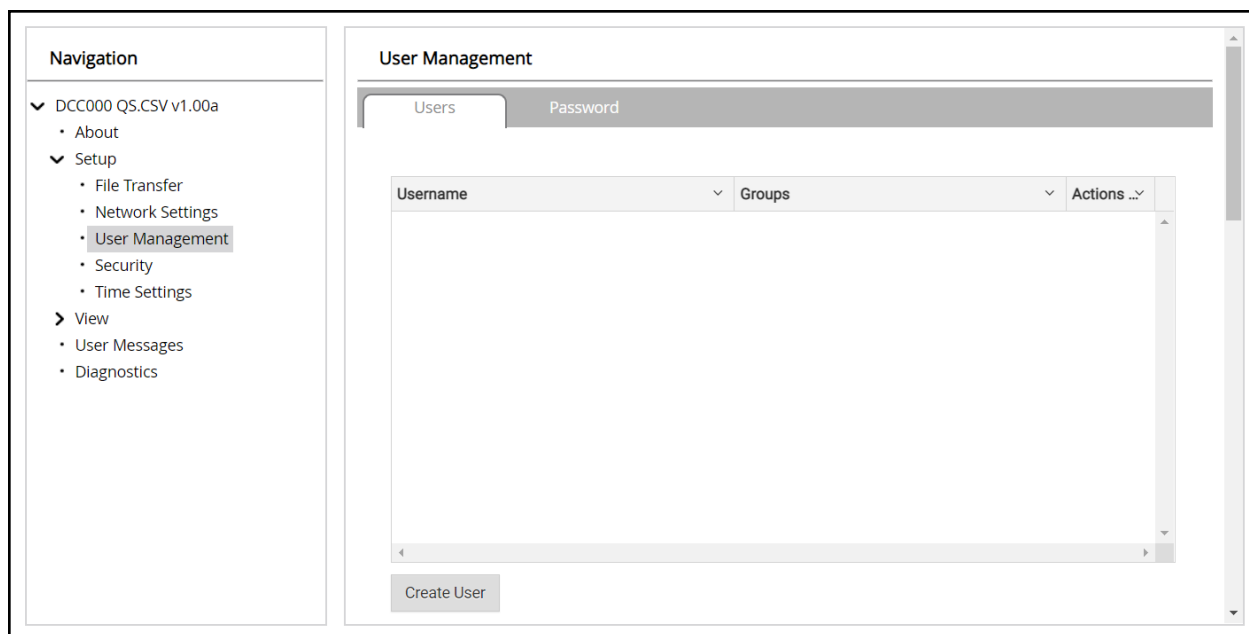 Navigation
DCC000 QS.CSV v1.00a
About
Setup
File Transfer
Network Settings
User Management
Security
Time Settings
View
User Messages
Diagnostics
User Management
Users Password
Username Groups Actions ...
Create User